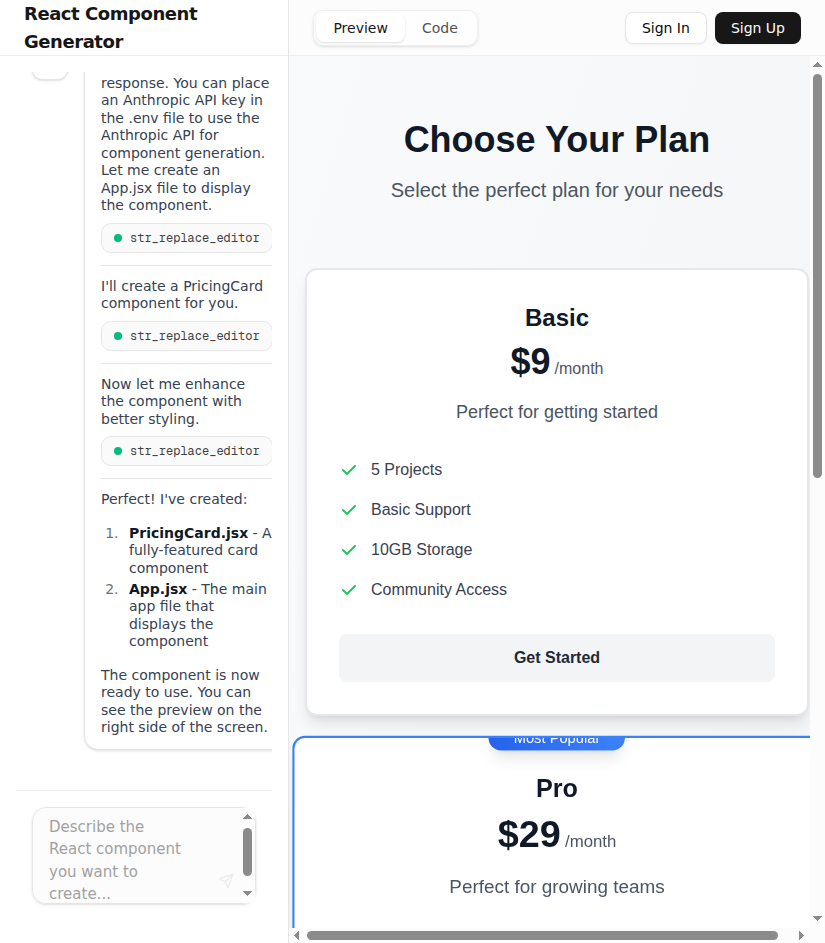 React Component
Generator
Preview
Code
Sign In
Sign Up
response. You can place
an Anthropic API key in
the .env file to use the
Anthropic API for
component generation.
Let me create an
App.jsx file to display
the component.
str_replace_editor
I'll create a PricingCard
component for you.
str_replace_editor
Now let me enhance
the component with
better styling.
str_replace_editor
Perfect! I've created:
1. PricingCard.jsx - A
fully-featured card
component
2. App.jsx - The main
app file that
displays the
component
The component is now
ready to use. You can
see the preview on the
right side of the screen.
Describe the
React component
you want to
create...
Choose Your Plan
Select the perfect plan for your needs
Basic
$9 /month
Perfect for getting started
5 Projects
Basic Support
10GB Storage
Community Access
Get Started
Most Popular
Pro
$29 /month
Perfect for growing teams